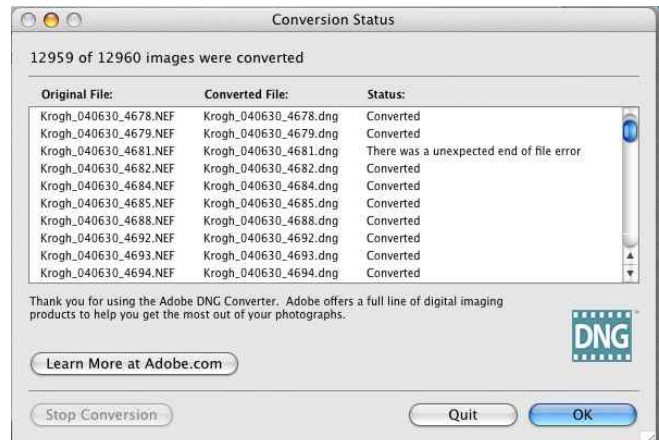 Conversion Status
12959 of 12960 images were converted
Original File: Converted File: Status:
Krogh_040630_4678.NEF Krogh_040630_4678.dng Converted
Krogh_040630_4679.NEF Krogh_040630_4679.dng Converted
Krogh_040630_4681.NEF Krogh_040630_4681.dng There was a unexpected end of file error
Krogh_040630_4682.NEF Krogh_040630_4682.dng Converted
Krogh_040630_4684.NEF Krogh_040630_4684.dng Converted
Krogh_040630_4685.NEF Krogh_040630_4685.dng Converted
Krogh_040630_4688.NEF Krogh_040630_4688.dng Converted
Krogh_040630_4692.NEF Krogh_040630_4692.dng Converted
Krogh_040630_4693.NEF Krogh_040630_4693.dng Converted
Krogh_040630_4694.NEF Krogh_040630_4694.dng Converted
Thank you for using the Adobe DNG Converter. Adobe offers a full line of digital imaging
products to help you get the most out of your photographs.
DNG
Learn More at Adobe.com
Stop Conversion Quit OK